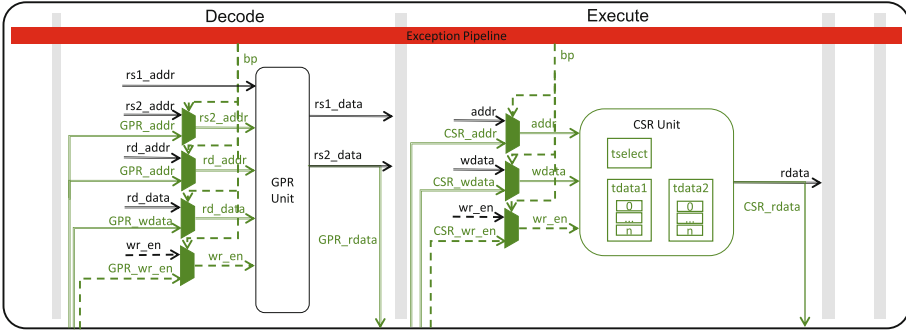 Decode
Execute
Exception Pipeline
bp
bp
rs1_addr
rs2_addr
GPR_addr
rs2_addr
rd_addr
GPR_addr
rd_addr
rd_data
GPR_wdata
rd_data
wr_en
GPR_wr_en
wr_en
GPR
Unit
rs1_data
rs2_data
GPR_rdata
addr
CSR_addr
addr
wdata
CSR_wdata
wdata
wr_en
CSR_wr_en
wr_en
CSR Unit
tselect
tdata1
0
...
n
tdata2
0
...
n
rdata
CSR_rdata